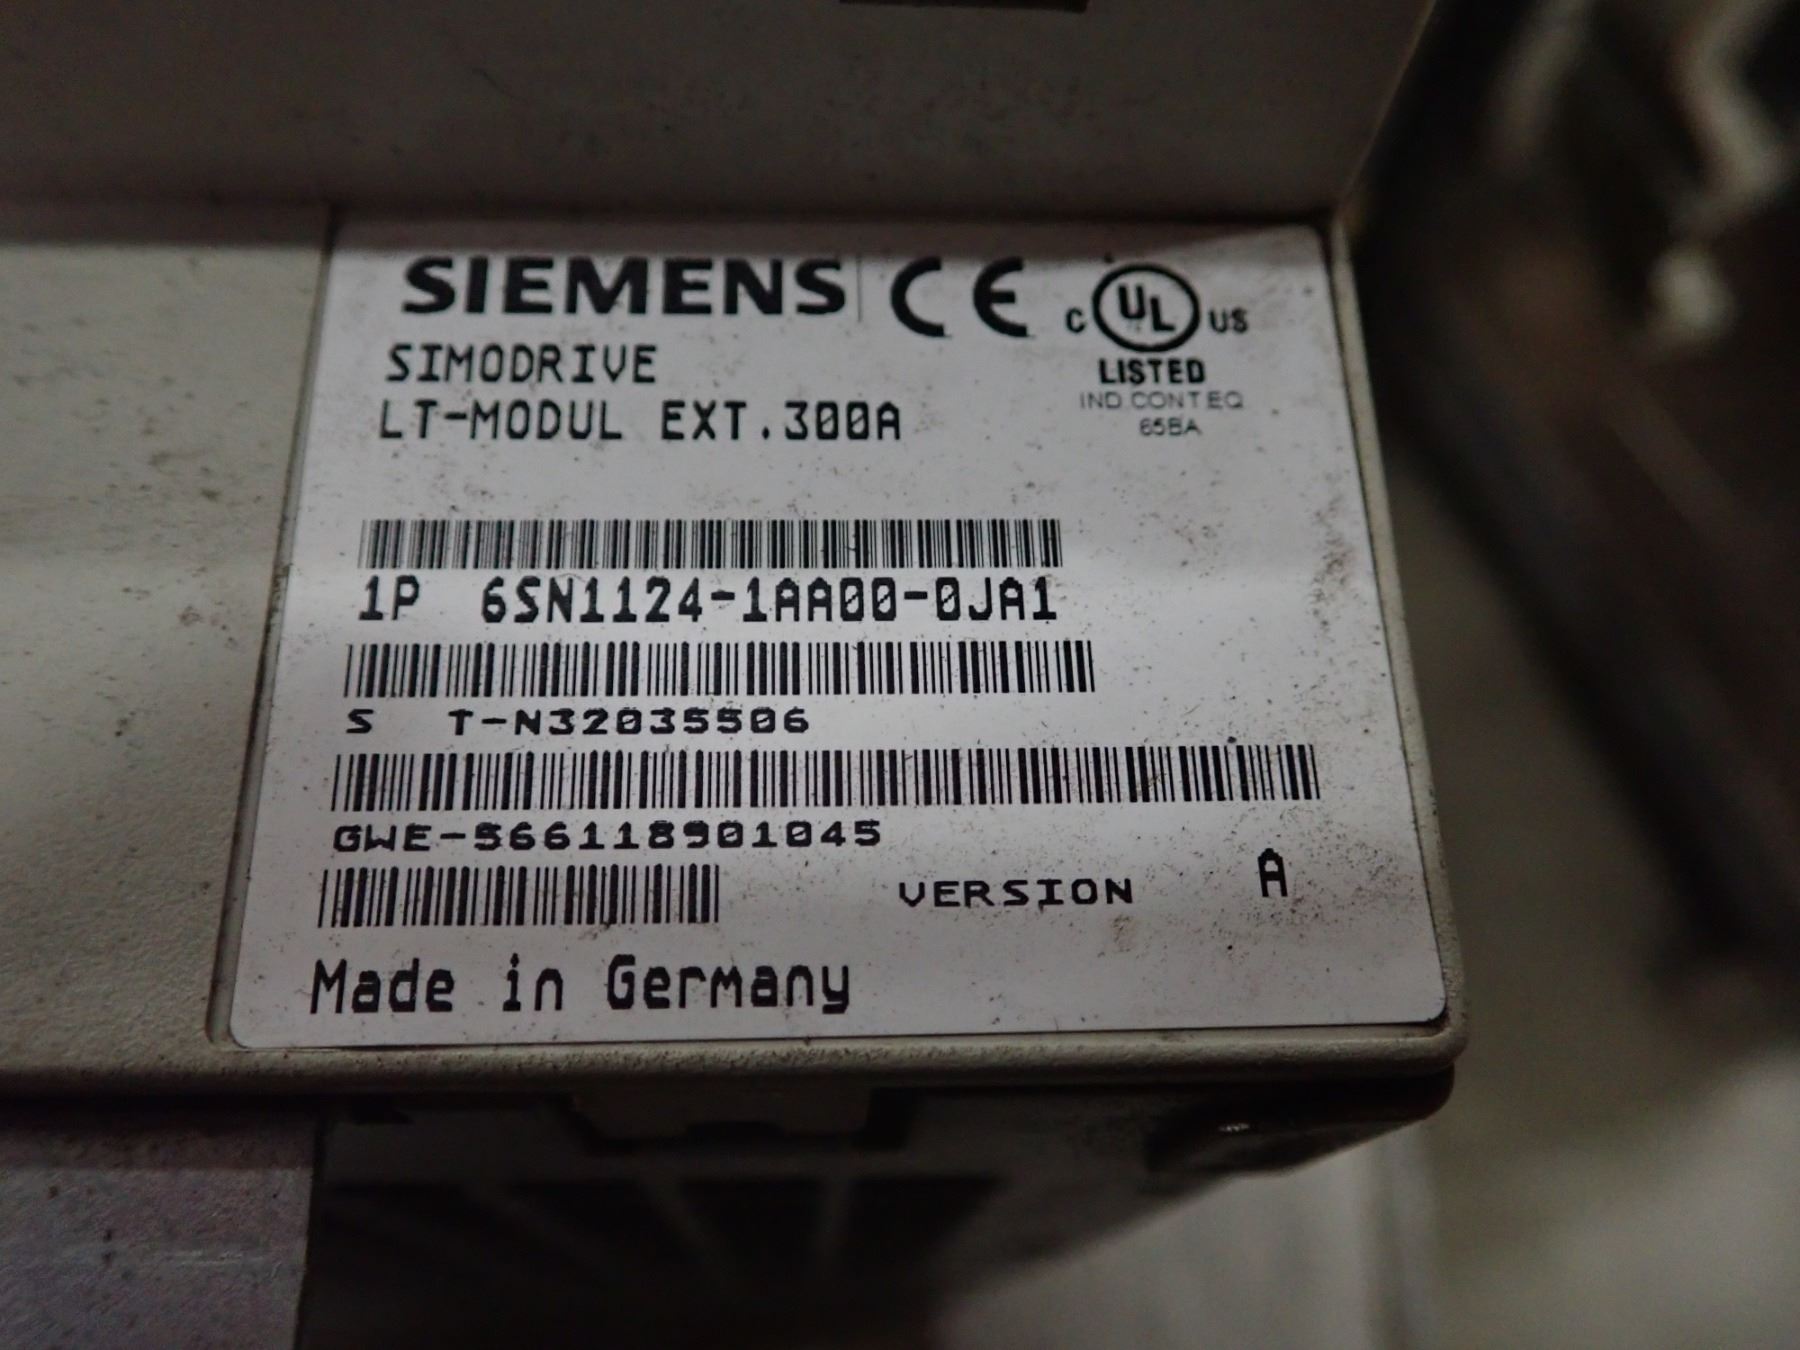 SIEMENS CE C UL US
SIMODRIVE
LISTED
IND.CONT.EQ
LT-MODUL EXT.300A
65BA
1P 6SN1124-1AA00-0JA1
S T-N32035506
GWE-566118901045
VERSION A
Made in Germany